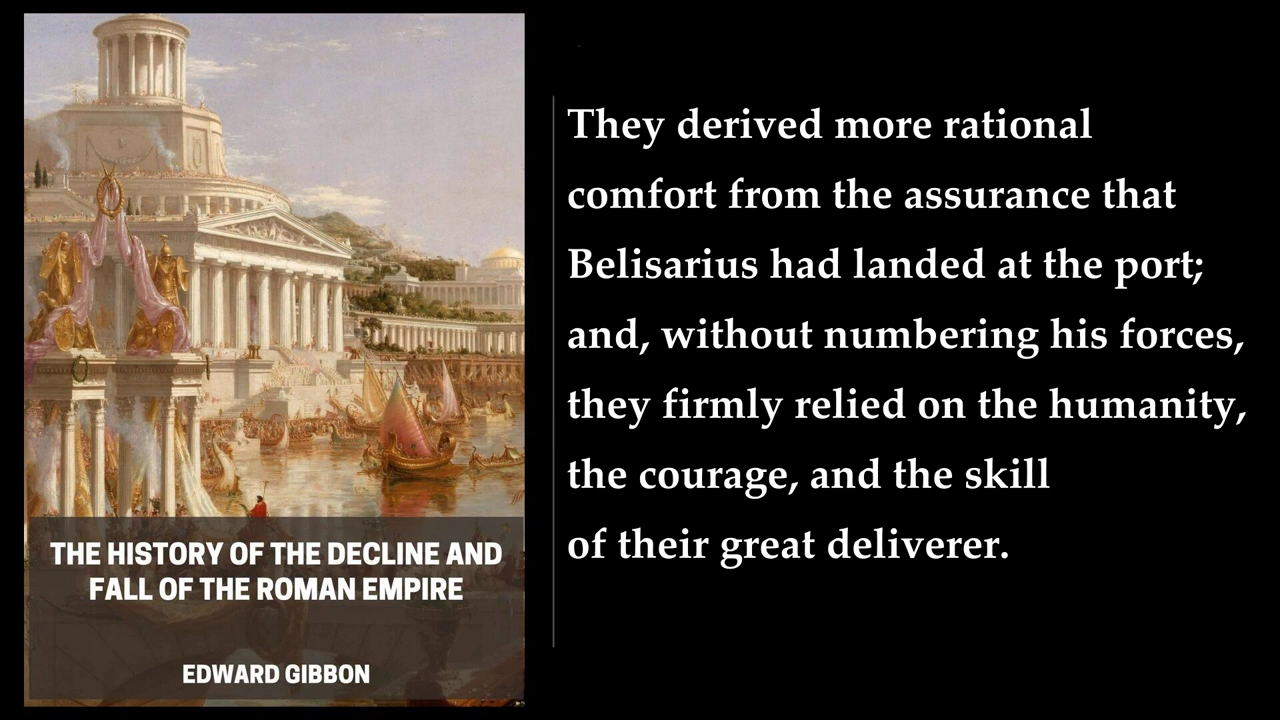 THE HISTORY OF THE DECLINE AND
FALL OF THE ROMAN EMPIRE
EDWARD GIBBON
They derived more rational
comfort from the assurance that
Belisarius had landed at the port;
and, without numbering his forces,
they firmly relied on the humanity,
the courage, and the skill
of their great deliverer.